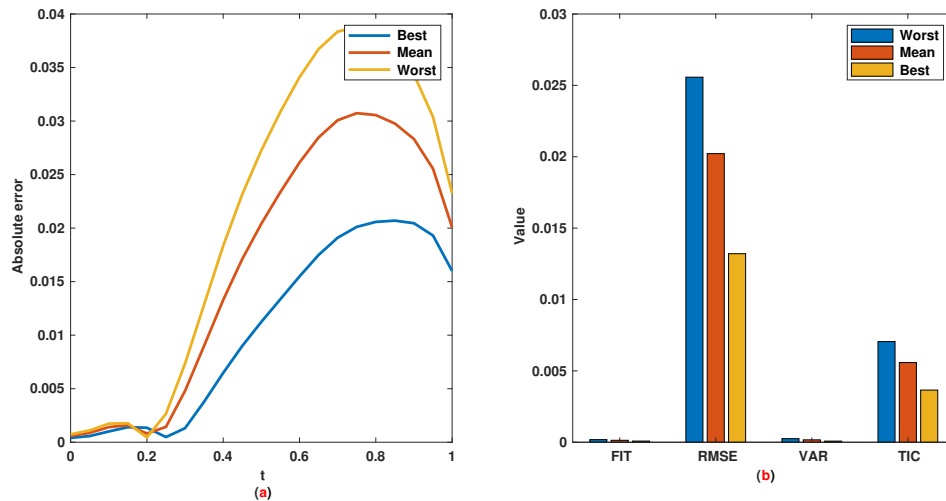 0.04
0.035
0.03
0.025
0.02
0.015
0.01
0.005
0
Absolute error
0 0.2 0.4 0.6 0.8 1
t
(a)
Best
Mean
Worst
0.03
0.025
0.02
0.015
0.01
0.005
0
Value
FIT RMSE VAR TIC
(b)
Worst
Mean
Best